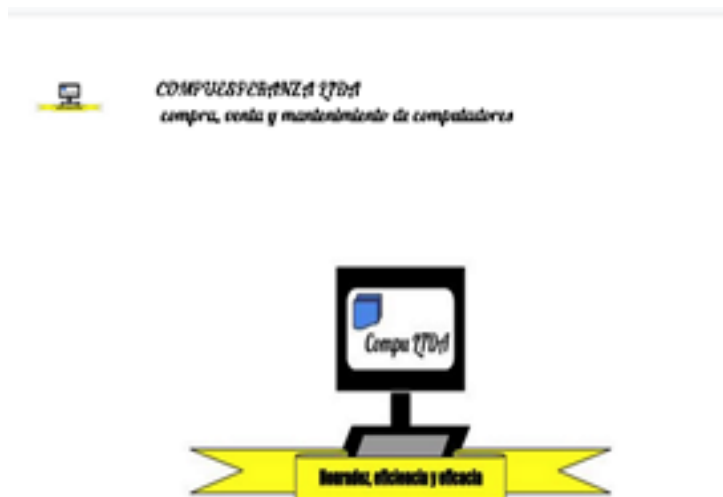 COMPUESPERANZA LTDA
compra, venta y mantenimiento de computadores
Compu LTDA
Honradez, eficiencia y eficacia